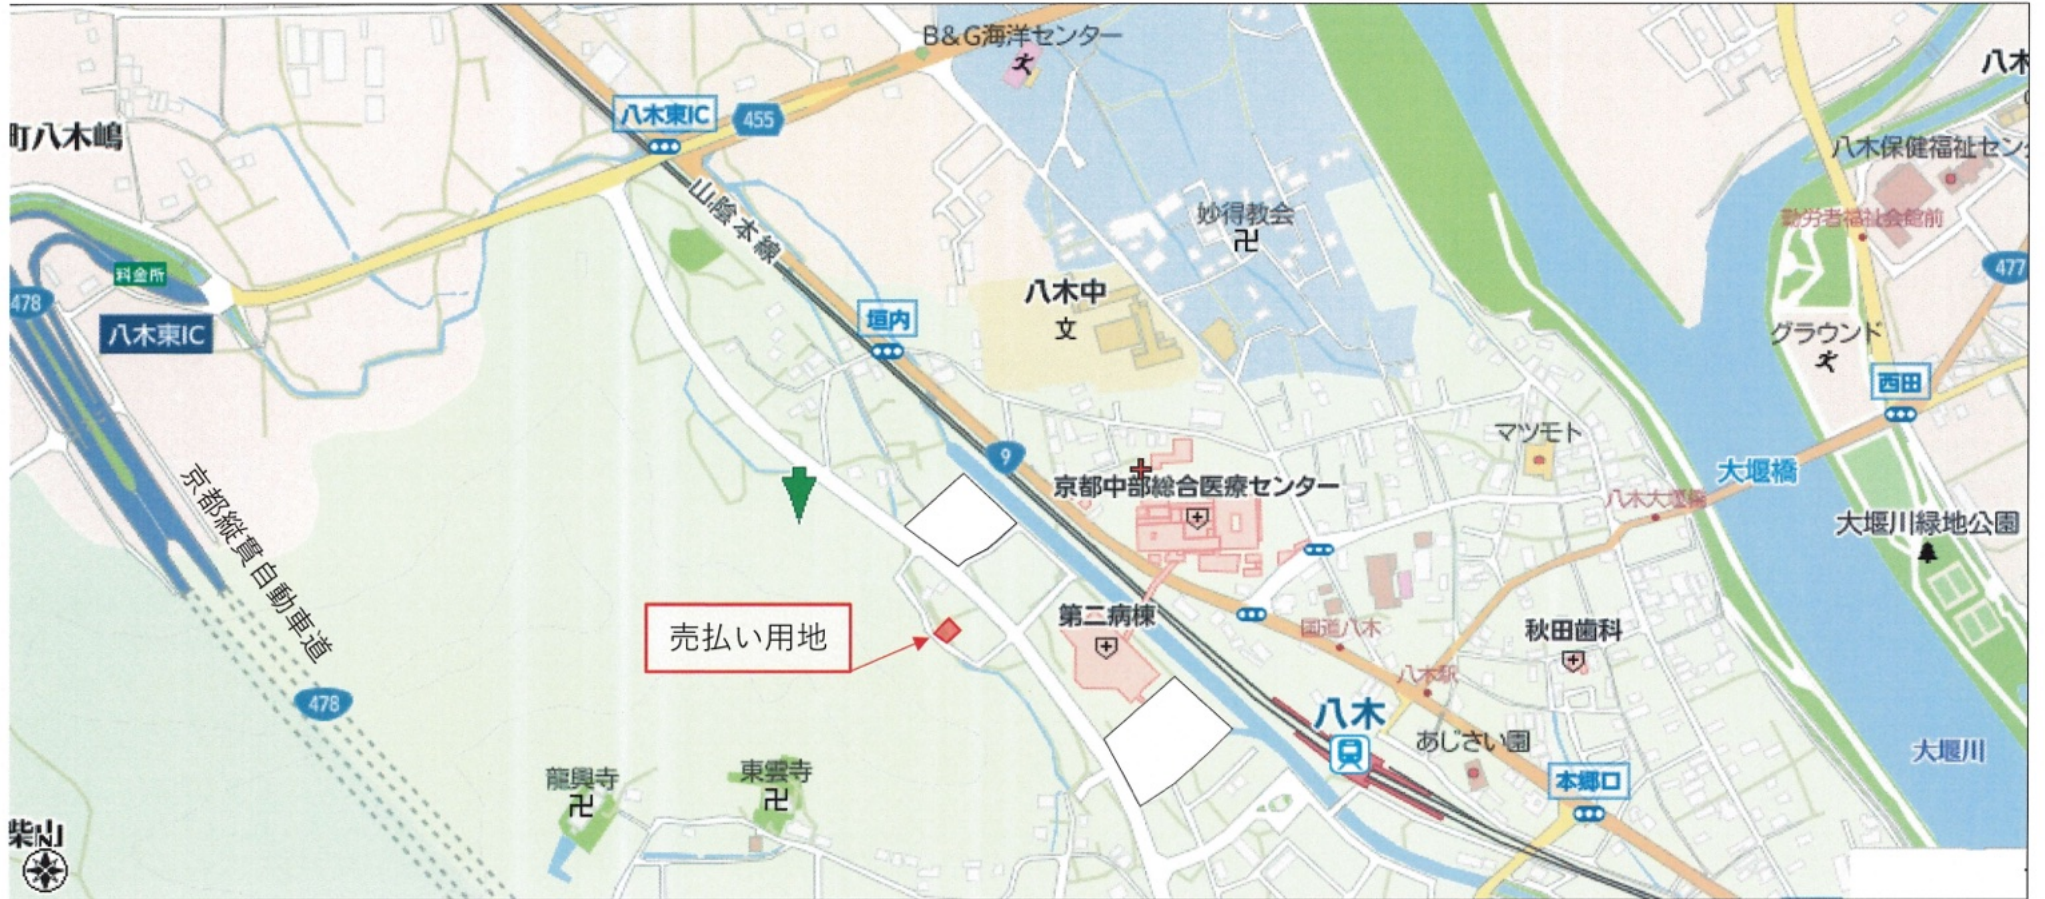 B&G海洋センター
八木
八木東IC
455
町八木嶋
八木保健福祉セン
山陰本線
妙得教会
勤労者福祉会館前
477
料金所
478
八木東IC
八木中
文
垣内
グラウンド
西田
マツモト
9
大堰橋
京都中部総合医療センター
八木大堰橋
大堰川緑地公園
京都縦貫自動車道
売払い用地
第二病棟
国道八木
秋田歯科
八木駅
478
八木
あじさい園
大堰川
龍興寺
東雲寺
本郷口
柴山
N